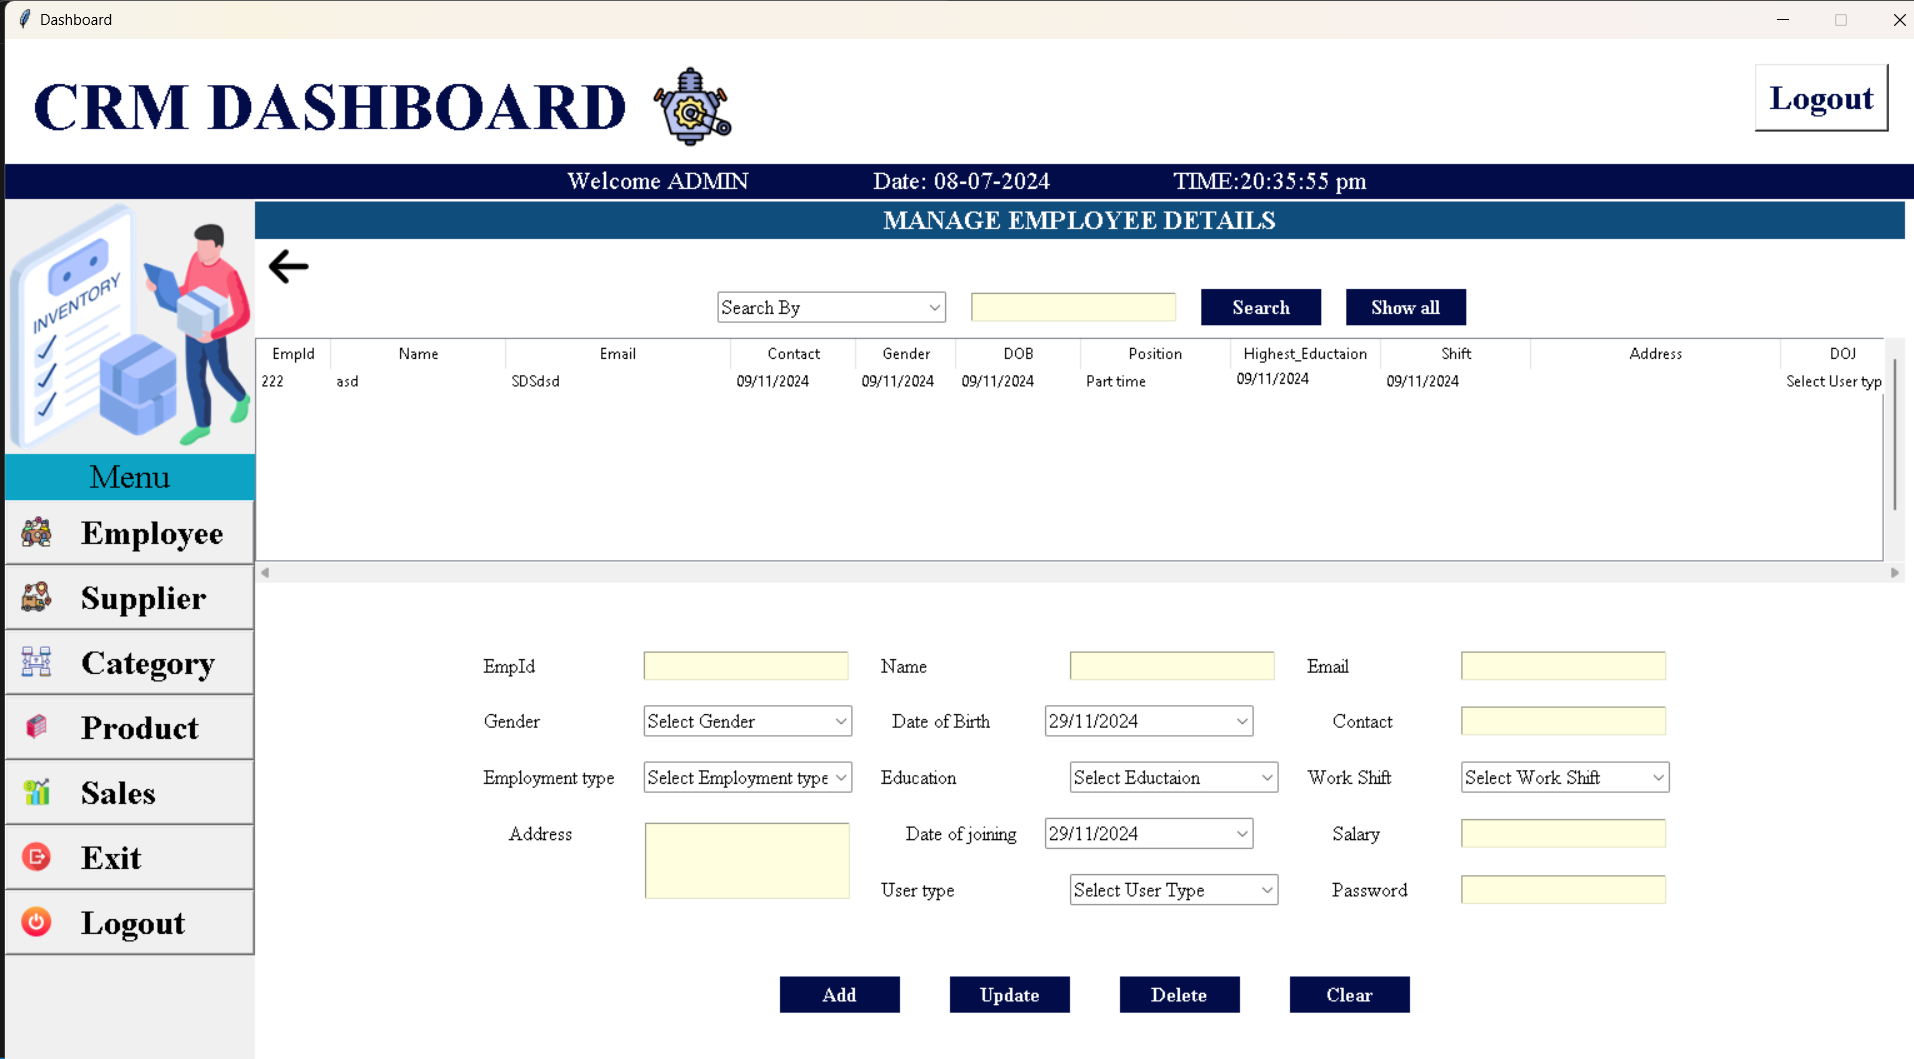 Dashboard
CRM DASHBOARD
Logout
Welcome ADMIN Date: 08-07-2024 TIME:20:35:55 pm
INVENTORY
MANAGE EMPLOYEE DETAILS
Search By Search Show all
EmpId Name Email Contact Gender DOB Position Highest_Eductaion Shift Address DOJ
222 asd SDSdsd 09/11/2024 09/11/2024 09/11/2024 Part time 09/11/2024 09/11/2024 Select User typ
Menu
Employee
Supplier
Category
Product
Sales
Exit
Logout
EmpId Name Email
Gender Select Gender Date of Birth 29/11/2024 Contact
Employment type Select Employment type Education Select Eductaion Work Shift Select Work Shift
Address Date of joining 29/11/2024 Salary
User type Select User Type Password
Add Update Delete Clear